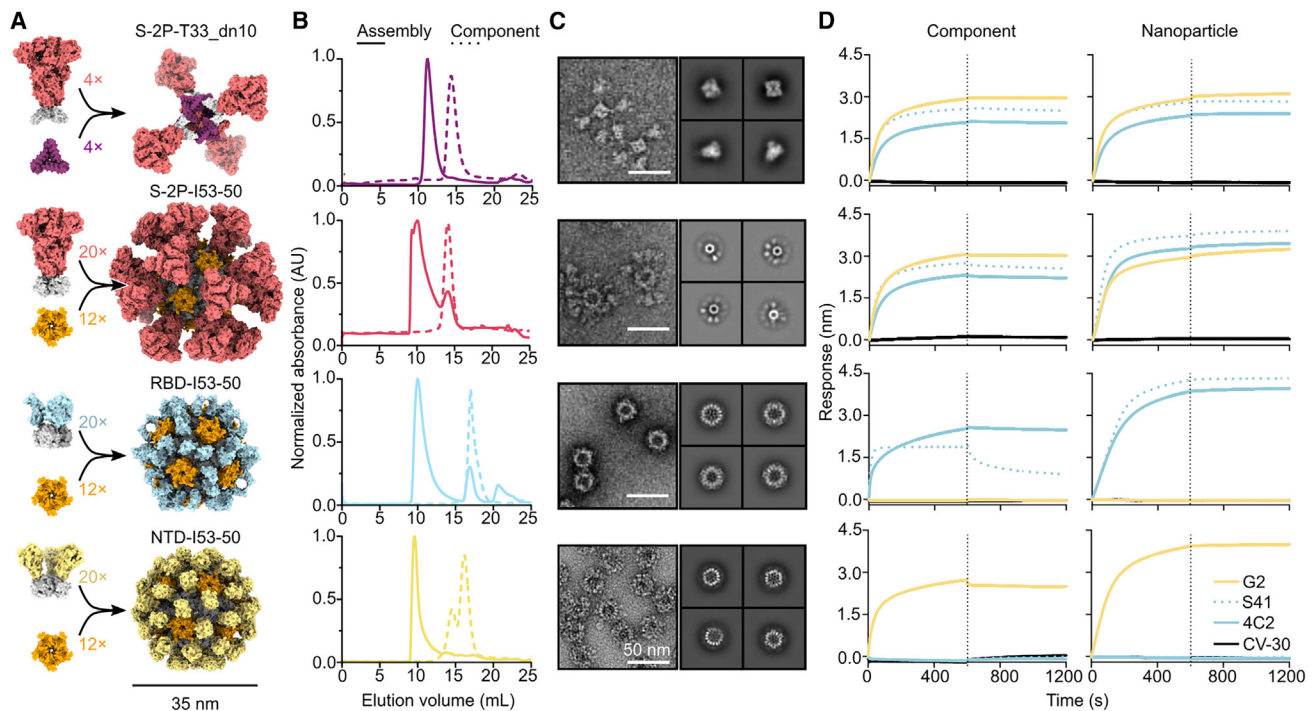 A
S-2P-T33_dn10
4×
4×
S-2P-I53-50
20×
12×
RBD-I53-50
20×
12×
NTD-I53-50
20×
12×
35 nm
B
Assembly
Component
Normalized absorbance (AU)
1.0
0.5
0.0
0 5 10 15 20 25
1.0
0.5
0.0
0 5 10 15 20 25
1.0
0.5
0.0
0 5 10 15 20 25
1.0
0.5
0.0
0 5 10 15 20 25
Elution volume (mL)
C
50 nm
D
Component
Nanoparticle
Response (nm)
4.5
3.0
1.5
0.0
4.5
3.0
1.5
0.0
4.5
3.0
1.5
0.0
4.5
3.0
1.5
0.0
0 400 800 1200
0 400 800 1200
Time (s)
G2
S41
4C2
CV-30